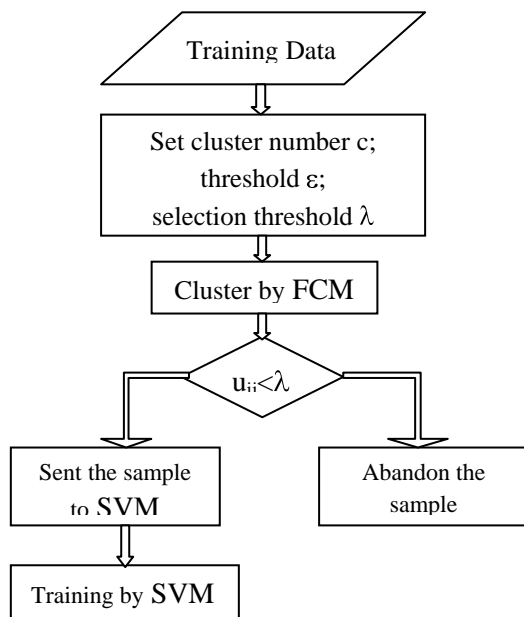 Training Data
Set cluster number c;
threshold ε;
selection threshold λ
Cluster by FCM
u_ij<λ
Sent the sample
to SVM
Abandon the
sample
Training by SVM